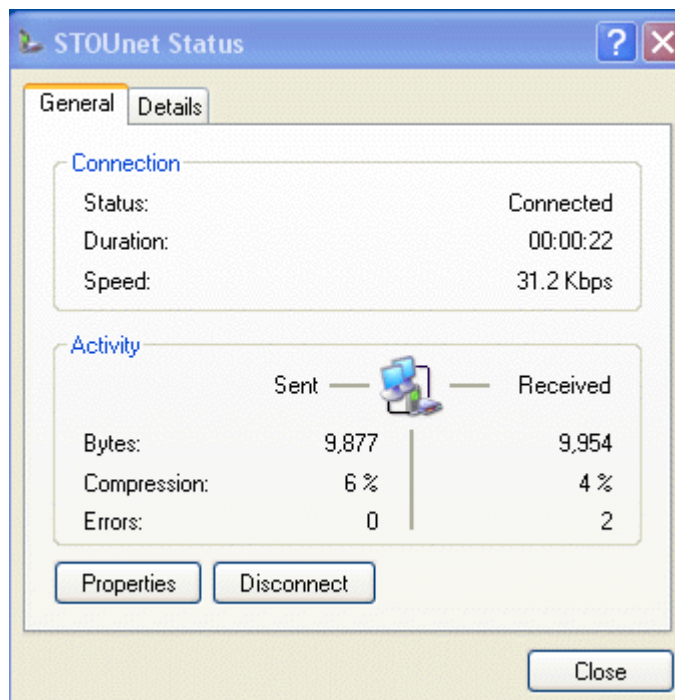 STOUnet Status
General Details
Connection
Status: Connected
Duration: 00:00:22
Speed: 31.2 Kbps
Activity
Sent Received
Bytes: 9,877 9,954
Compression: 6 % 4 %
Errors: 0 2
Properties Disconnect
Close